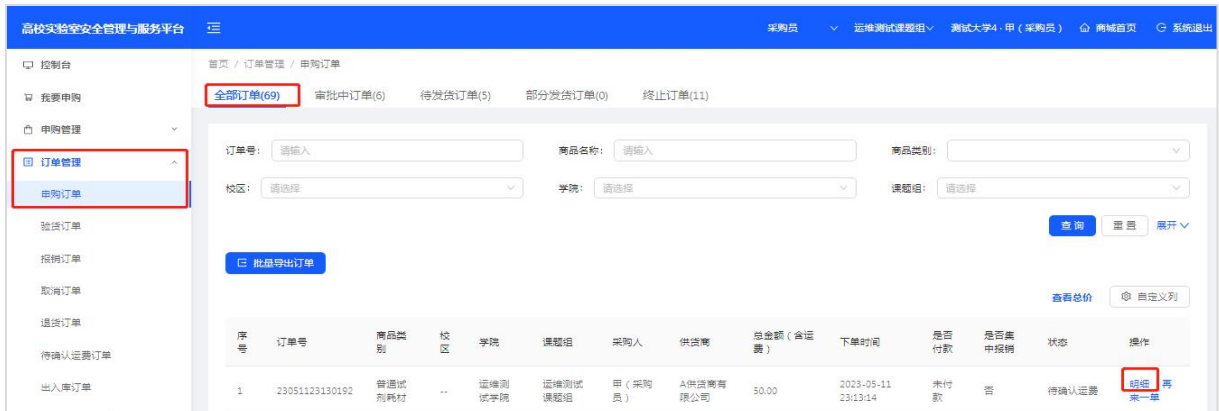 高校实验室安全管理与服务平台 采购员 运维测试课题组 测试大学4 · 甲（采购员） 商城首页 系统退出
控制台
我要申购
申购管理
订单管理
申购订单
验货订单
报销订单
取消订单
退货订单
待确认运费订单
出入库订单
首页 / 订单管理 / 申购订单
全部订单(69) 审批中订单(6) 待发货订单(5) 部分发货订单(0) 终止订单(11)
订单号： 请输入 商品名称： 请输入 商品类别：
校区： 请选择 学院： 请选择 课题组： 请选择
查询 重置 展开
批量导出订单
查看总价 自定义列
序号 订单号 商品类别 校区 学院 课题组 采购人 供货商 总金额（含运费） 下单时间 是否付款 是否集中报销 状态 操作
1 23051123130192 普通试剂耗材 -- 运维测试学院 运维测试课题组 甲（采购员） A供货商有限公司 50.00 2023-05-11 23:13:14 未付款 否 待确认运费 明细 再来一单